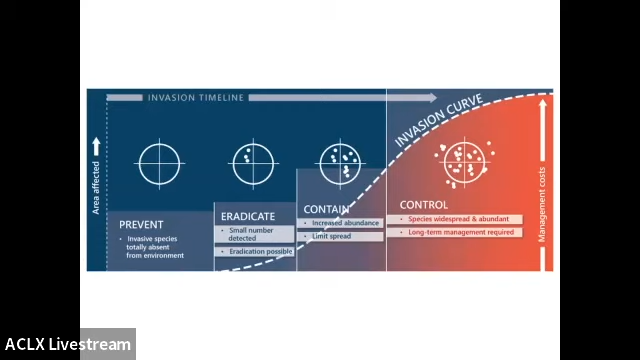 INVASION TIMELINE
INVASION CURVE
Area affected
PREVENT
• Invasive species
totally absent
from environment
ERADICATE
• Small number
detected
• Eradication possible
CONTAIN
• Increased abundance
• Limit spread
CONTROL
• Species widespread & abundant
• Long-term management required
Management costs
ACLX Livestream